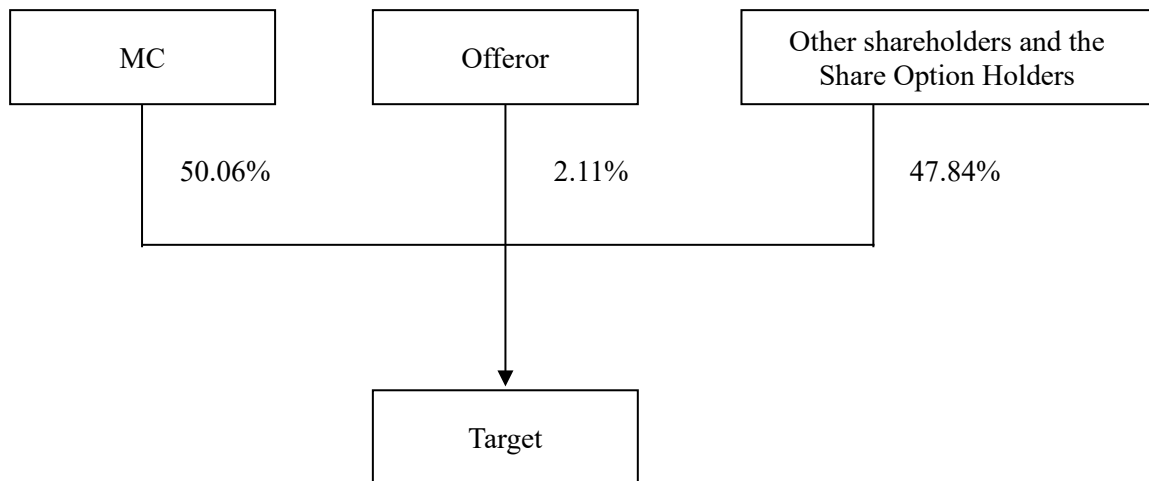 MC
Offeror
Other shareholders and the
Share Option Holders
50.06%
2.11%
47.84%
Target